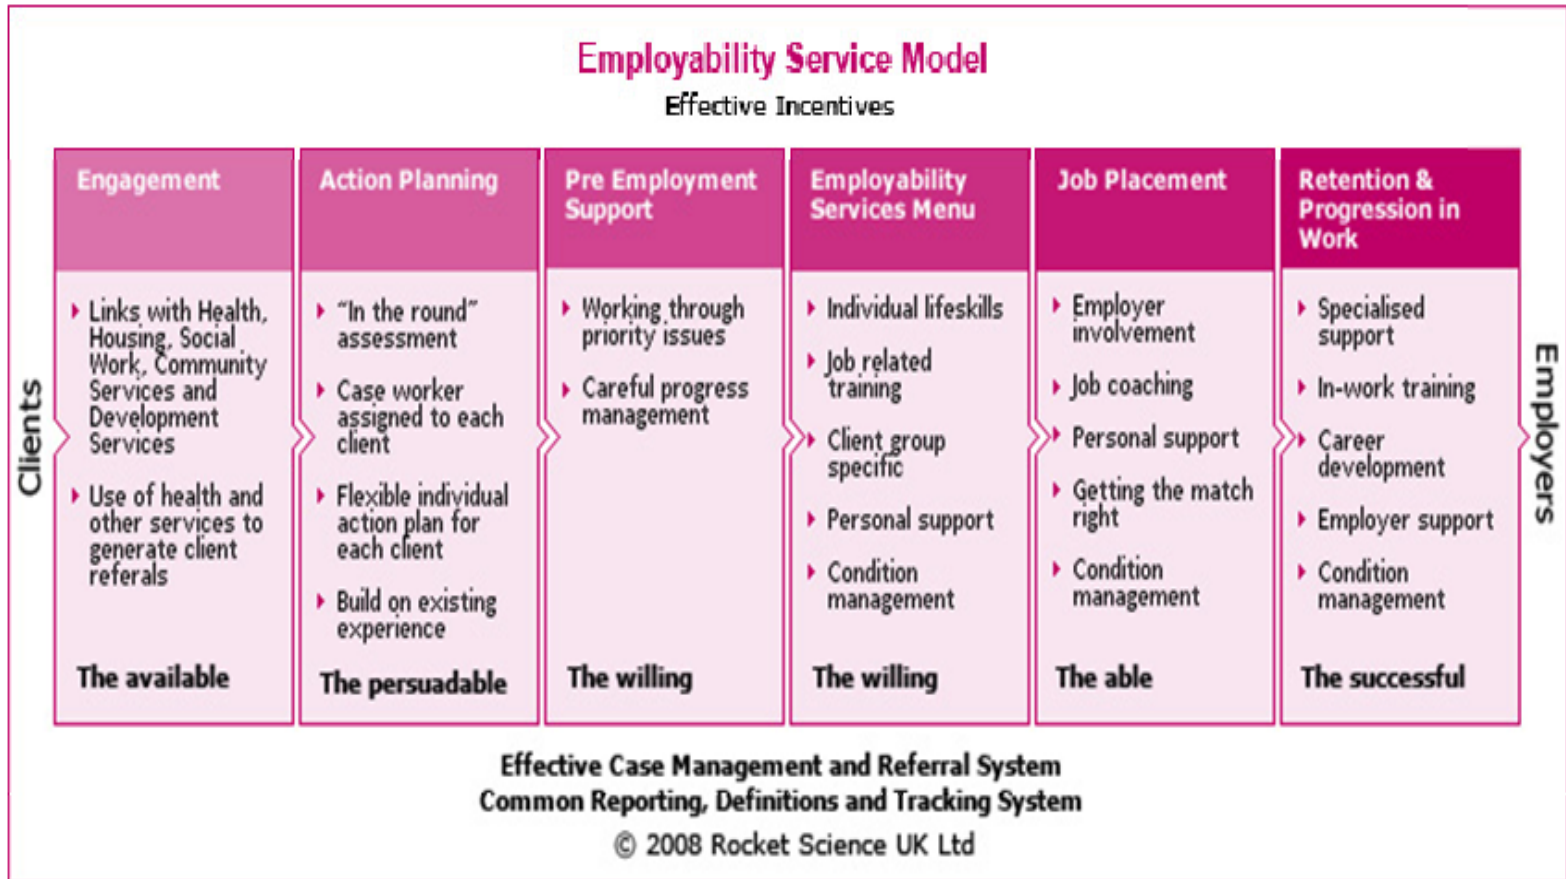 Employability Service Model
Effective Incentives
Clients
Engagement
Links with Health,
Housing, Social
Work, Community
Services and
Development
Services
Use of health and
other services to
generate client
referrals
The available
Action Planning
“In the round”
assessment
Case worker
assigned to each
client
Flexible individual
action plan for
each client
Build on existing
experience
The persuadable
Pre Employment
Support
Working through
priority issues
Careful progress
management
The willing
Employability
Services Menu
Individual lifeskills
Job related
training
Client group
specific
Personal support
Condition
management
The willing
Job Placement
Employer
involvement
Job coaching
Personal support
Getting the match
right
Condition
management
The able
Retention &
Progression in
Work
Specialised
support
In-work training
Career
development
Employer support
Condition
management
The successful
Employers
Effective Case Management and Referral System
Common Reporting, Definitions and Tracking System
© 2008 Rocket Science UK Ltd